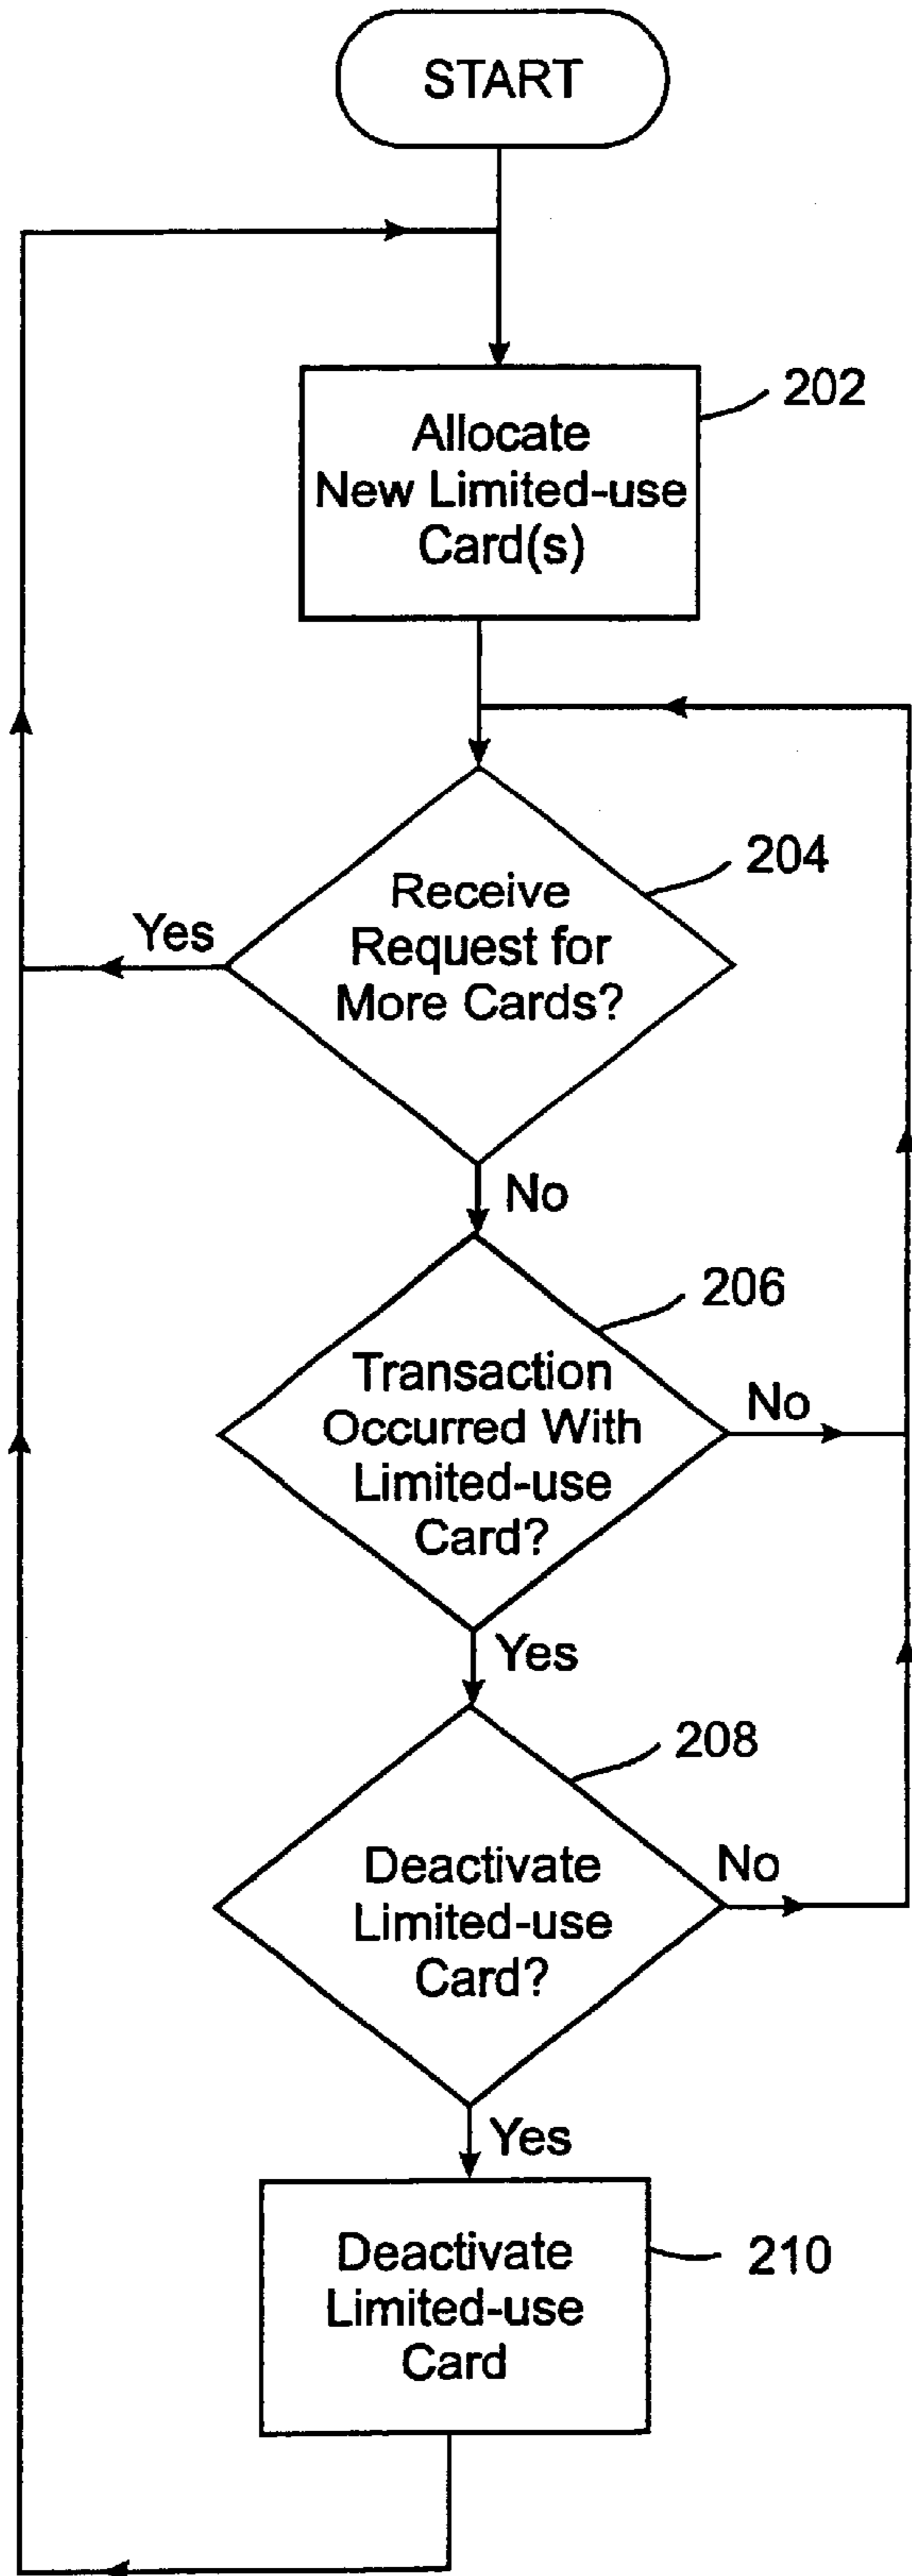 START
202
Allocate
New Limited-use
Card(s)
204
Receive
Request for
More Cards?
Yes
No
206
Transaction
Occurred With
Limited-use
Card?
No
Yes
208
Deactivate
Limited-use
Card?
No
Yes
210
Deactivate
Limited-use
Card